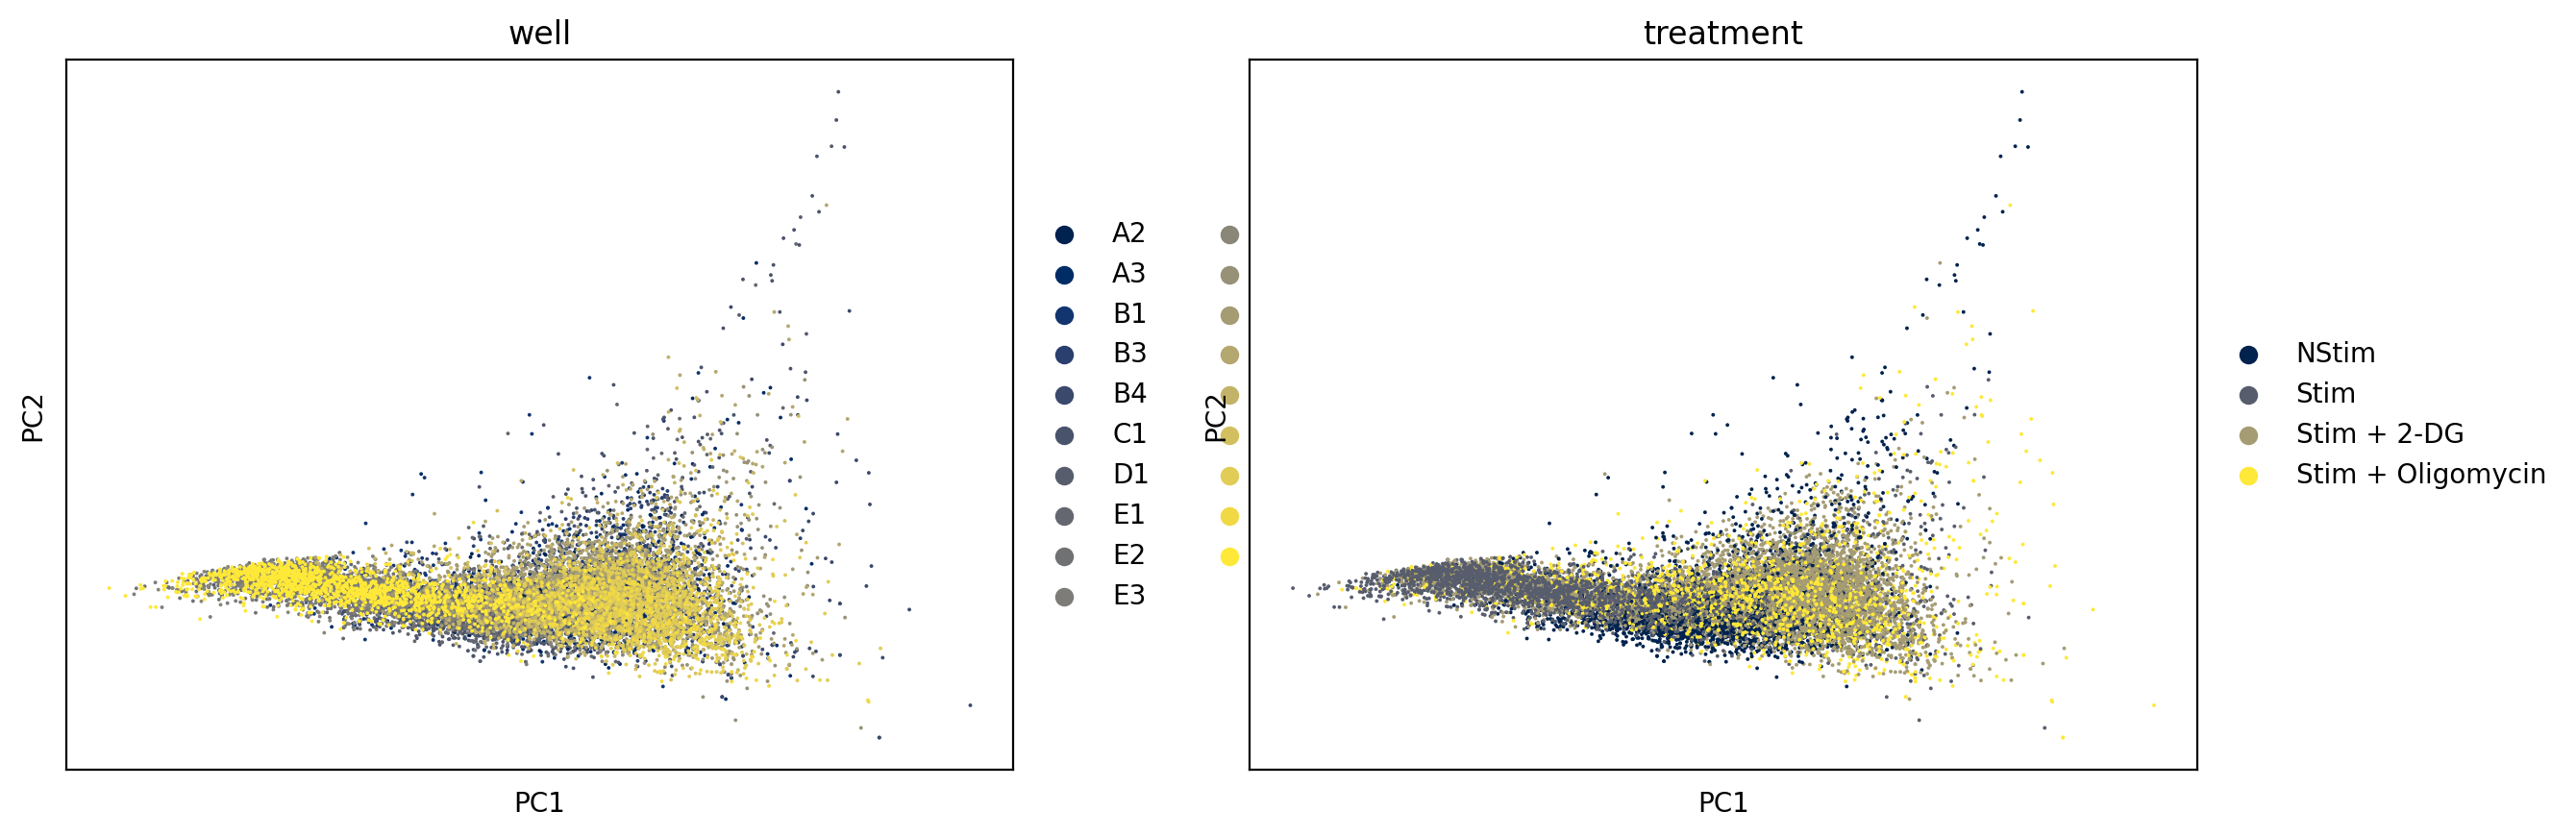 well
PC2
PC1
A2
A3
B1
B3
B4
C1
D1
E1
E2
E3
treatment
PC2
PC1
NStim
Stim
Stim + 2-DG
Stim + Oligomycin